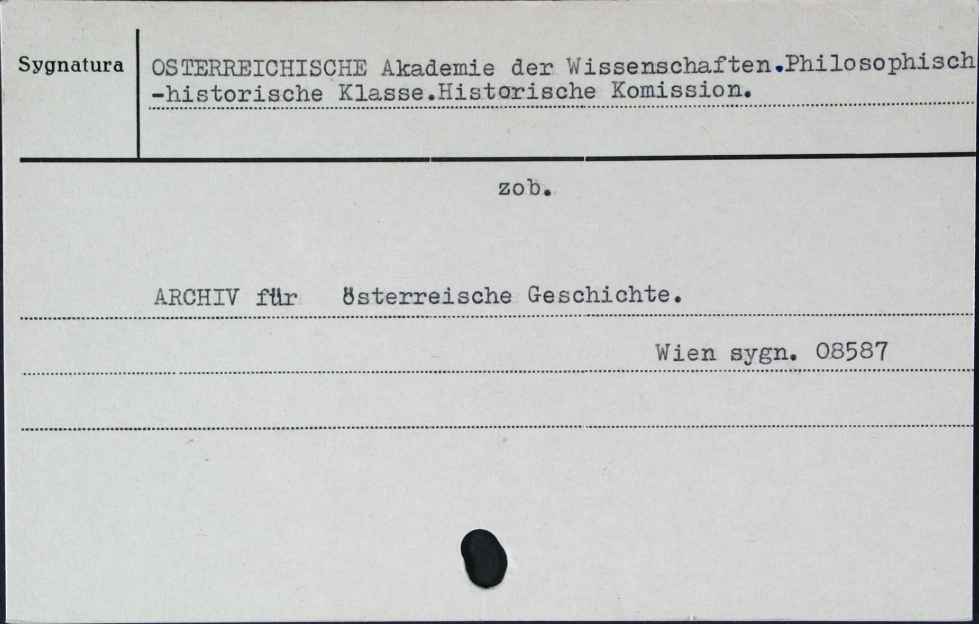 Sygnatura
OSTERREICHISCHE Akademie der Wissenschaften.Philosophisch
-historische Klasse.Historische Komission.
zob.
ARCHIV für österreische Geschichte.
Wien sygn. 08587